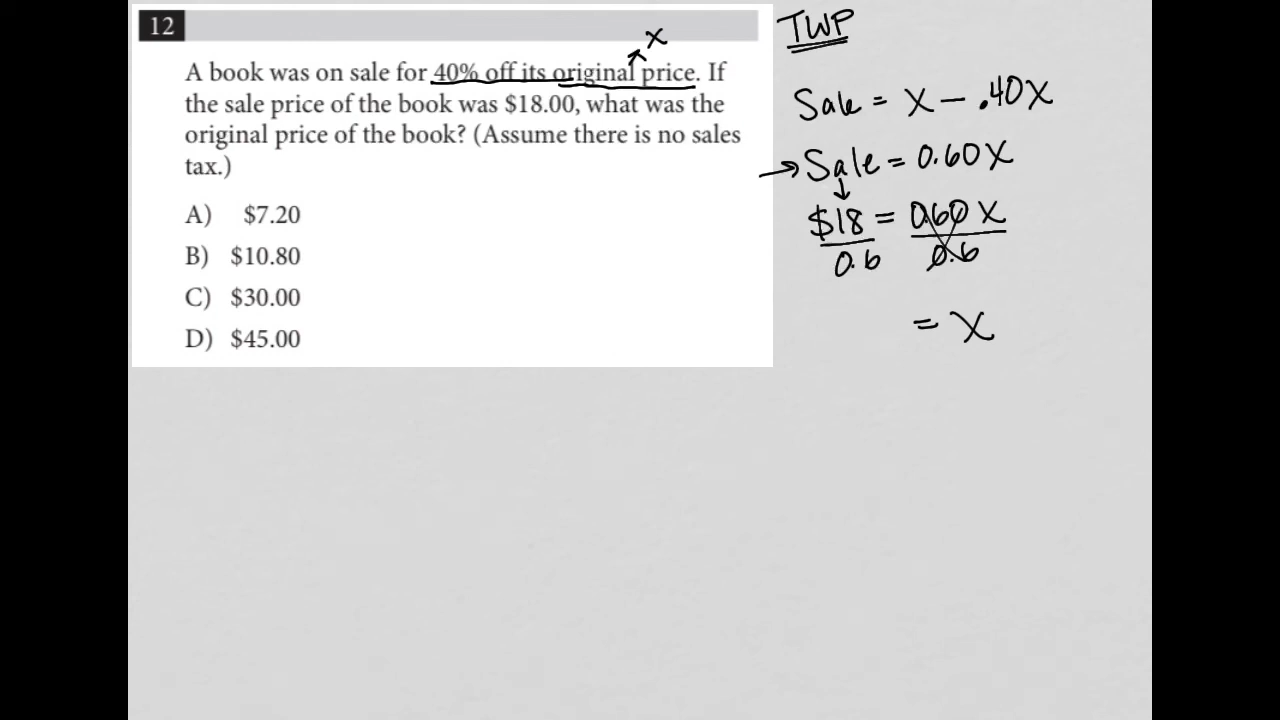 12
A book was on sale for 40% off its original price. If
the sale price of the book was $18.00, what was the
original price of the book? (Assume there is no sales
tax.)
A) $7.20
B) $10.80
C) $30.00
D) $45.00
x
TWP
Sale = x - .40x
Sale = 0.60x
$18 = 0.60x
0.6 0.6
= x